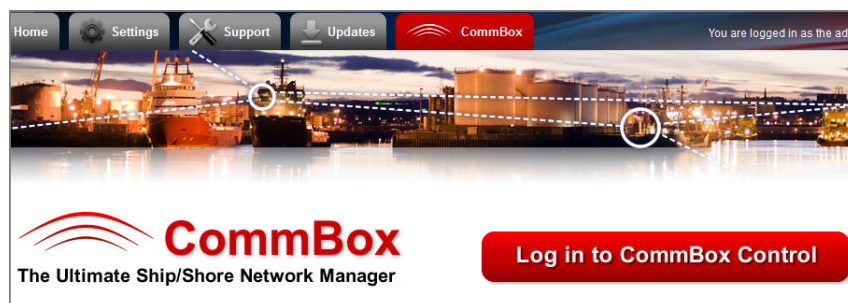 Home Settings Support Updates CommBox
You are logged in as the ad
CommBox
The Ultimate Ship/Shore Network Manager
Log in to CommBox Control